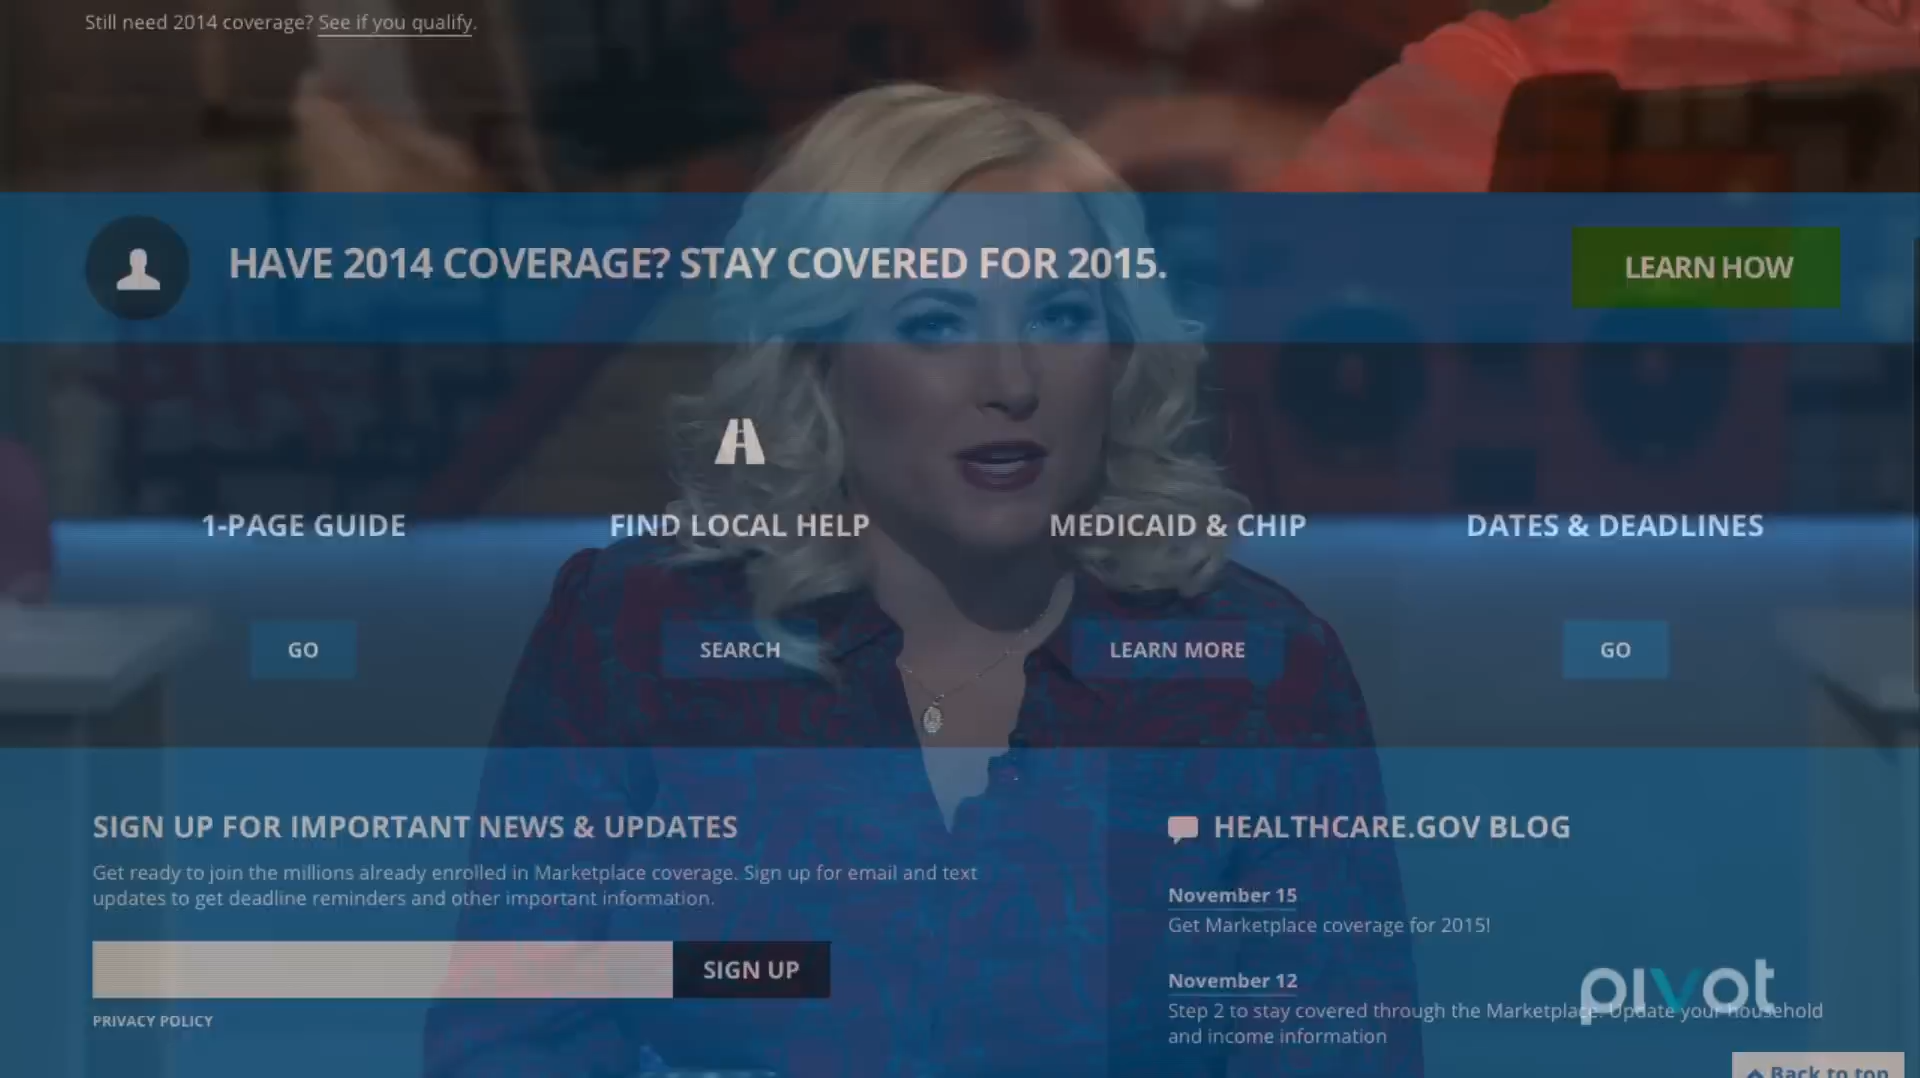 Still need 2014 coverage? See if you qualify.
HAVE 2014 COVERAGE? STAY COVERED FOR 2015.
LEARN HOW
1-PAGE GUIDE
FIND LOCAL HELP
MEDICAID & CHIP
DATES & DEADLINES
GO
SEARCH
LEARN MORE
GO
SIGN UP FOR IMPORTANT NEWS & UPDATES
Get ready to join the millions already enrolled in Marketplace coverage. Sign up for email and text
updates to get deadline reminders and other important information.
SIGN UP
PRIVACY POLICY
HEALTHCARE.GOV BLOG
November 15
Get Marketplace coverage for 2015!
November 12
Step 2 to stay covered through the Marketplace: Update your household
and income information
pivot
Back to top